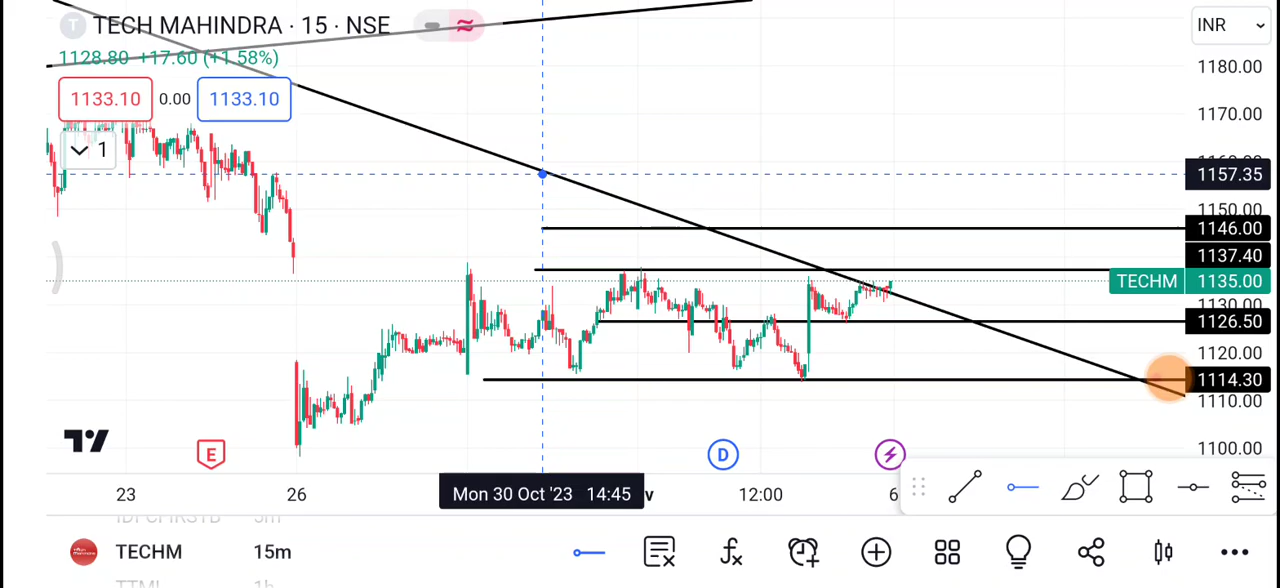 T TECH MAHINDRA · 15 · NSE
INR
1128.80 +17.60 (+1.58%)
1133.10 0.00 1133.10
1
1180.00
1170.00
1157.35
1150.00
1146.00
1137.40
TECHM 1135.00
1130.00
1126.50
1120.00
1114.30
1110.00
1100.00
E D
23 26 Mon 30 Oct '23 14:45 v 12:00 6
TECHM 15m